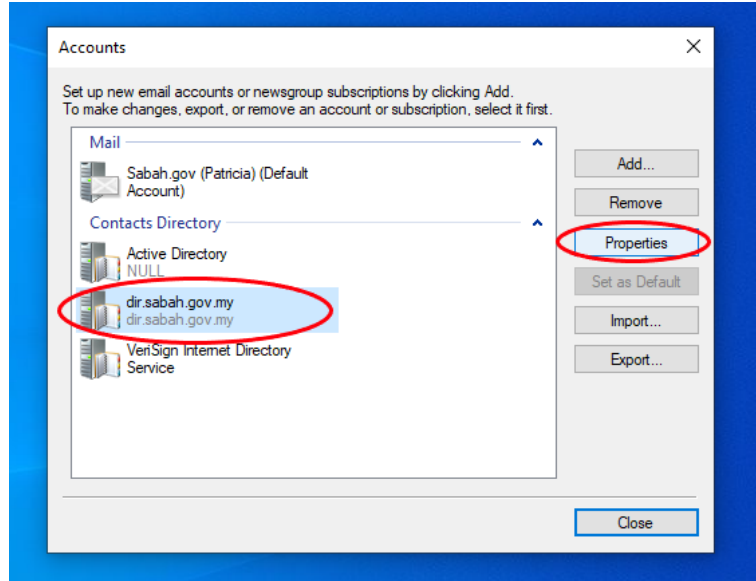 Accounts
Set up new email accounts or newsgroup subscriptions by clicking Add.
To make changes, export, or remove an account or subscription, select it first.
Mail
Sabah.gov (Patricia) (Default
Account)
Contacts Directory
Active Directory
NULL
dir.sabah.gov.my
dir.sabah.gov.my
VeriSign Internet Directory
Service
Add...
Remove
Properties
Set as Default
Import...
Export...
Close